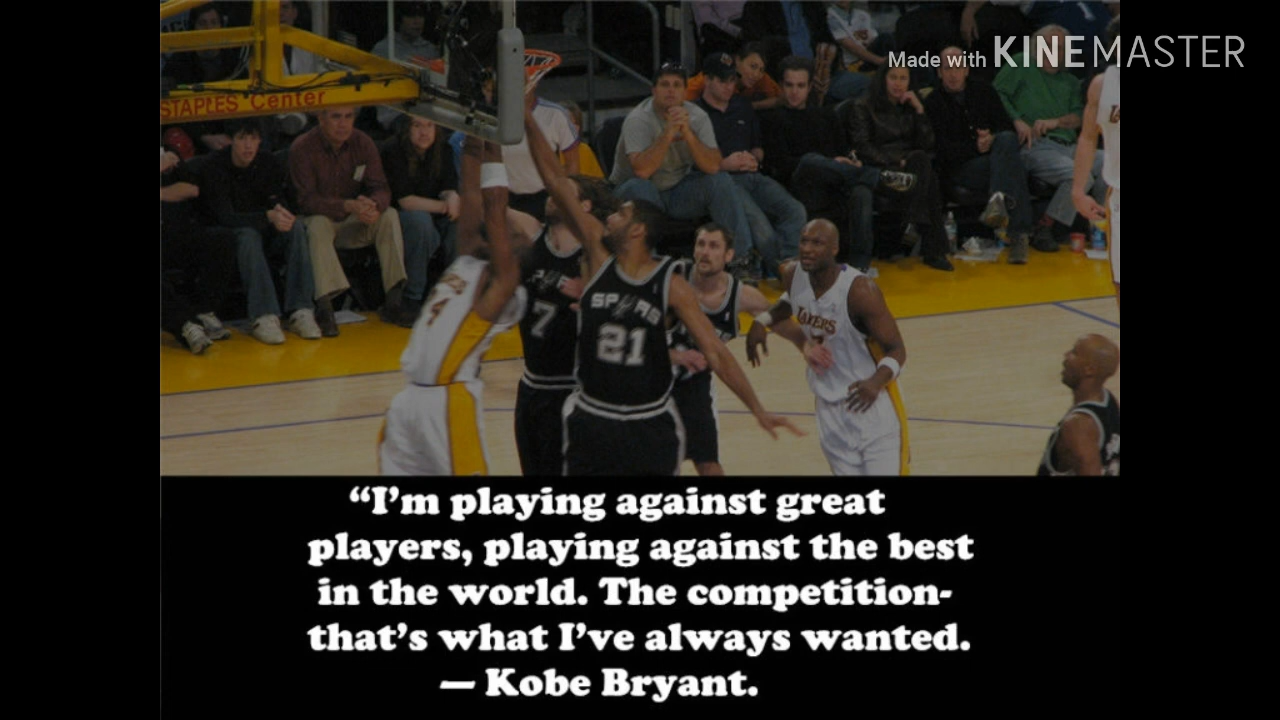 Made with KINEMASTER
STAPLES Center
SPURS
7
SPURS
21
LAKERS
“I’m playing against great
players, playing against the best
in the world. The competition-
that’s what I’ve always wanted.
— Kobe Bryant.